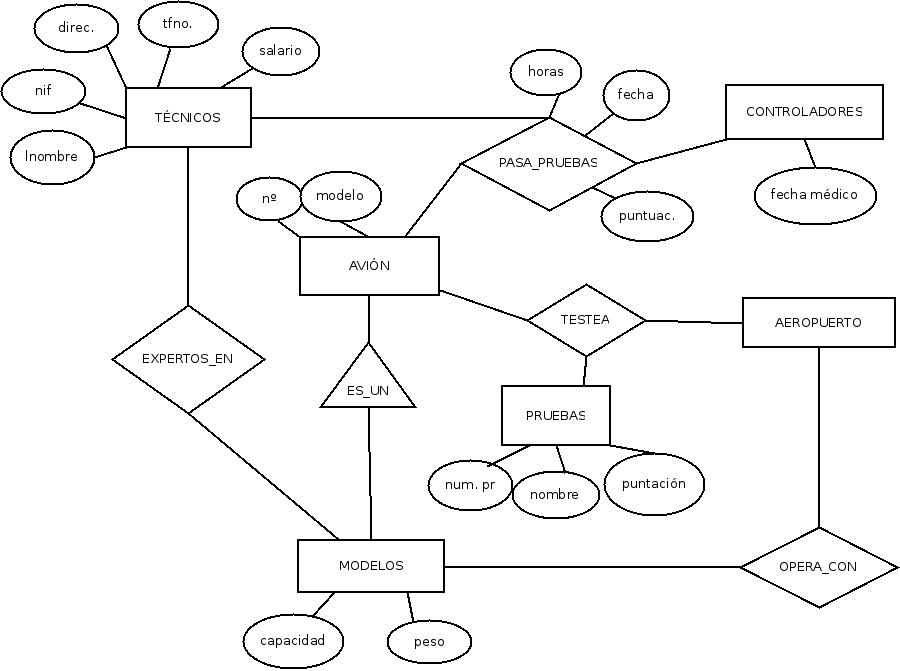 direc.
tfno.
salario
nif
TÉCNICOS
lnombre
horas
fecha
CONTROLADORES
PASA_PRUEBAS
fecha médico
puntuac.
nº
modelo
AVIÓN
TESTEA
AEROPUERTO
EXPERTOS_EN
ES_UN
PRUEBAS
num. pr
nombre
puntación
MODELOS
OPERA_CON
capacidad
peso